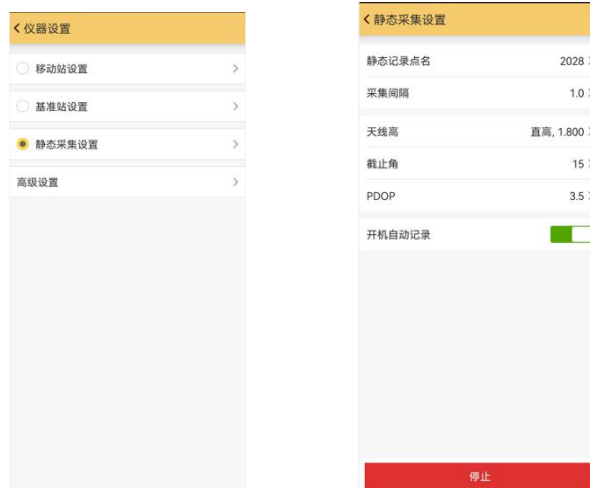 仪器设置
移动站设置
基准站设置
静态采集设置
高级设置
静态采集设置
静态记录点名 2028
采集间隔 1.0
天线高 直高, 1.800
截止角 15
PDOP 3.5
开机自动记录
停止